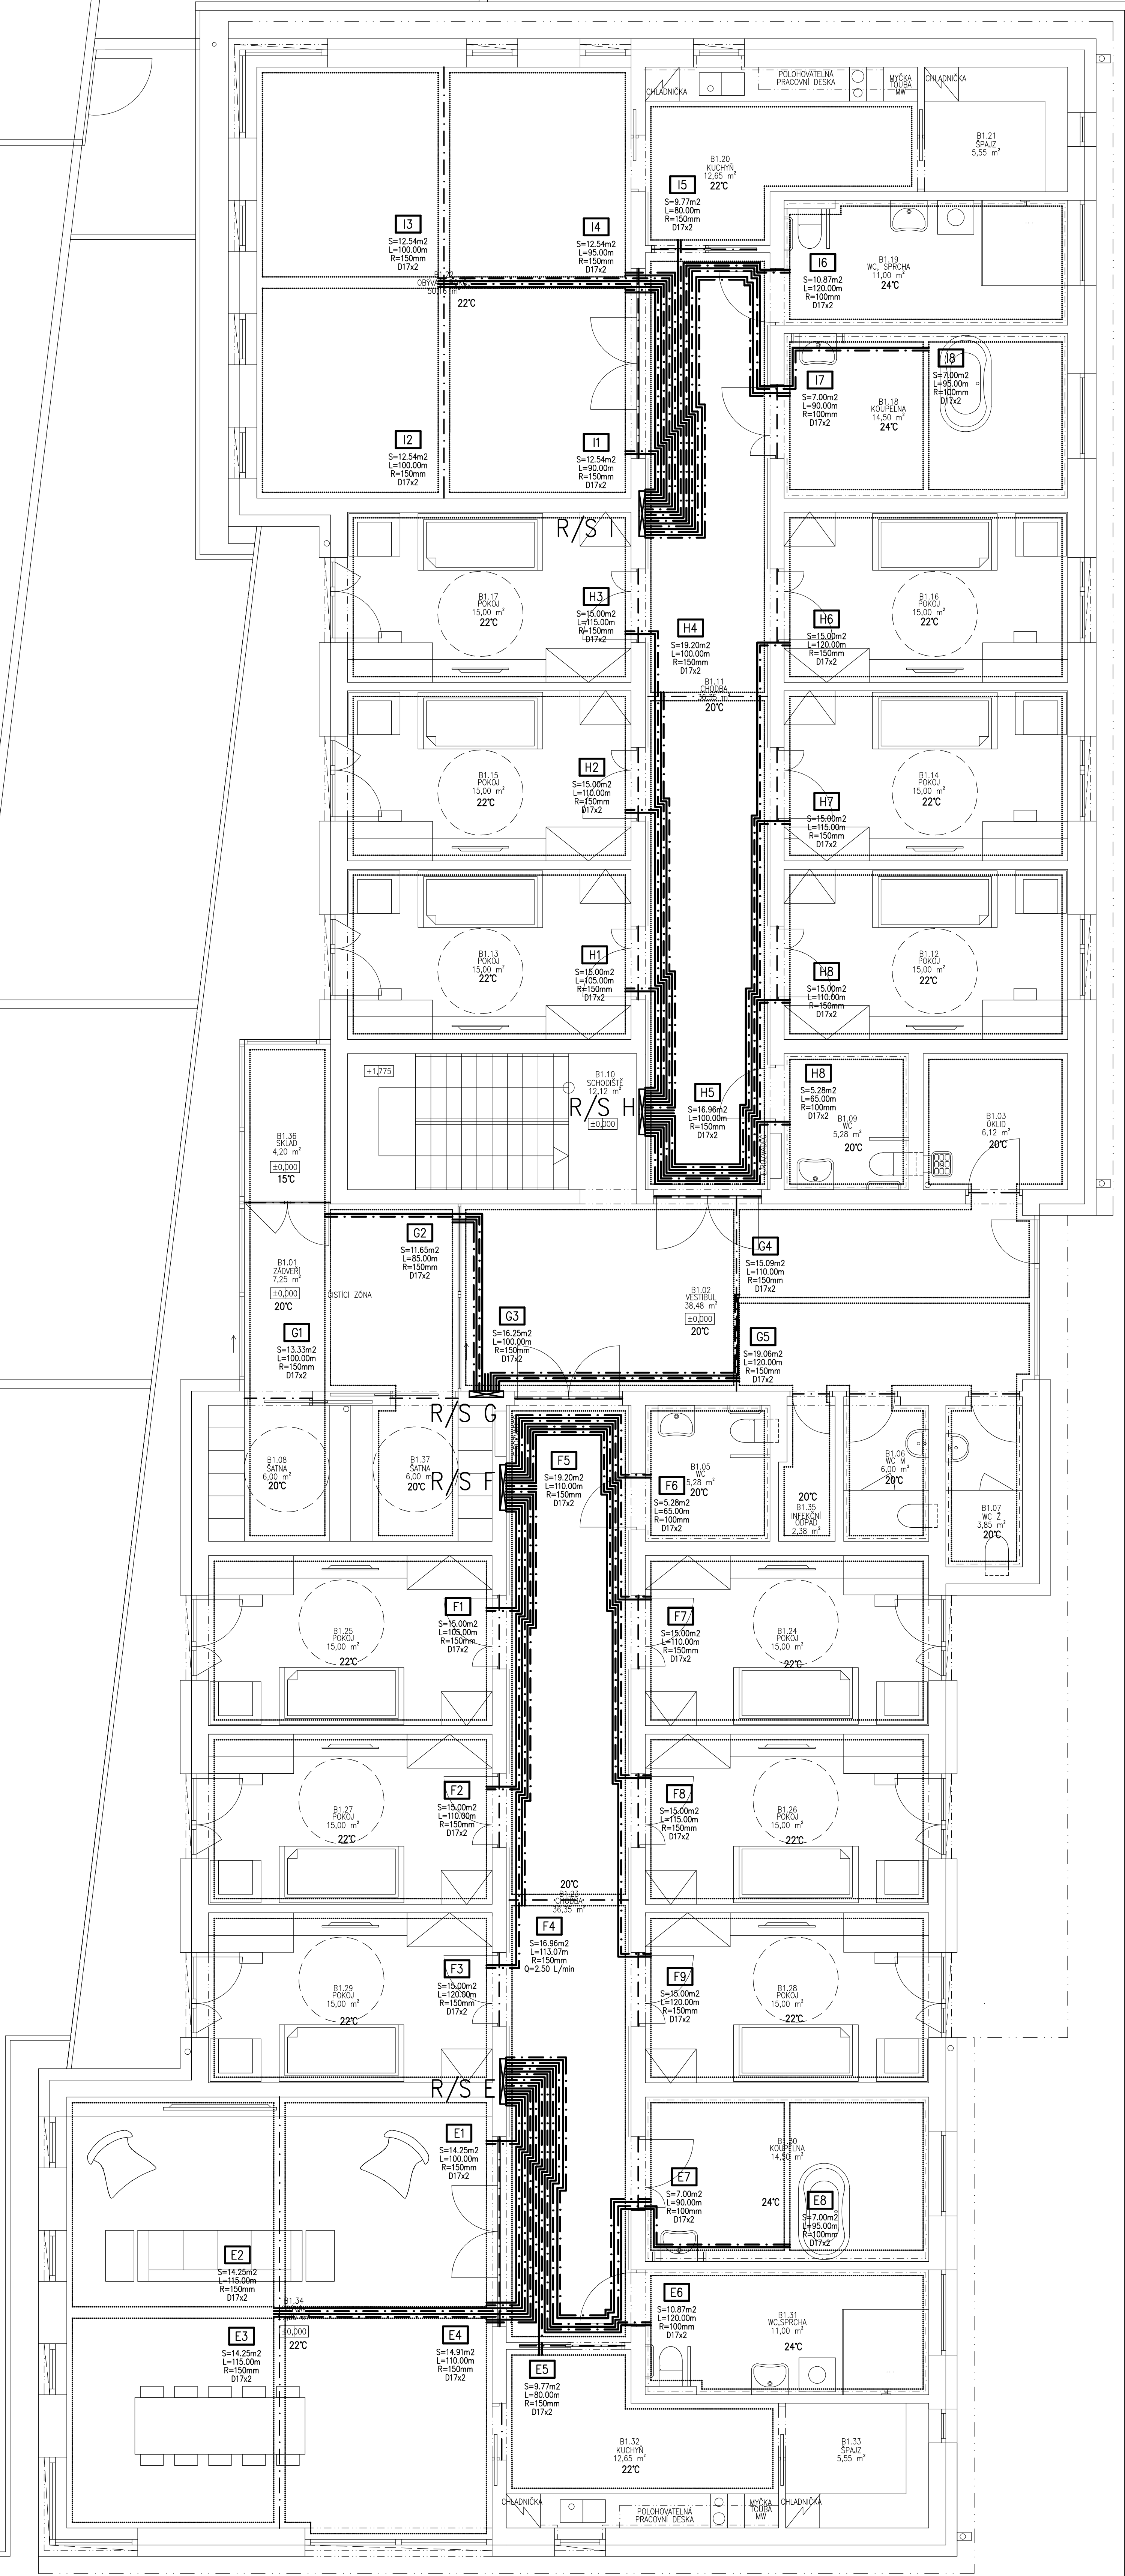 CHLADNIČKA
POLOHOVATELNÁ
PRACOVNÍ DESKA
MYČKA
TOUBA
MW
CHLADNIČKA
B1.21
ŠPAJZ
5,55 m²
B1.20
KUCHYŇ
12,65 m²
22°C
I5
S=9.77m2
L=80.00m
R=150mm
D17x2
I3
S=12.54m2
L=100.00m
R=150mm
D17x2
I4
S=12.54m2
L=95.00m
R=150mm
D17x2
22°C
I6
S=10.87m2
L=120.00m
R=100mm
D17x2
B1.19
WC, SPRCHA
11,00 m²
24°C
I7
S=7.00m2
L=90.00m
R=100mm
D17x2
B1.18
KOUPELNA
14,50 m²
24°C
I8
S=7.00m2
L=95.00m
R=100mm
D17x2
I2
S=12.54m2
L=100.00m
R=150mm
D17x2
I1
S=12.54m2
L=90.00m
R=150mm
D17x2
R/S I
B1.17
POKOJ
15,00 m²
22°C
H3
S=15.00m2
L=115.00m
R=150mm
D17x2
H4
S=19.20m2
L=100.00m
R=150mm
D17x2
B1.11
CHODBA
20°C
H6
S=15.00m2
L=120.00m
R=150mm
D17x2
B1.16
POKOJ
15,00 m²
22°C
B1.15
POKOJ
15,00 m²
22°C
H2
S=15.00m2
L=110.00m
R=150mm
D17x2
H7
S=15.00m2
L=115.00m
R=150mm
D17x2
B1.14
POKOJ
15,00 m²
22°C
B1.13
POKOJ
15,00 m²
22°C
H1
S=15.00m2
L=105.00m
R=150mm
D17x2
H8
S=15.00m2
L=110.00m
R=150mm
D17x2
B1.12
POKOJ
15,00 m²
22°C
+1,775
B1.10
SCHODIŠTĚ
12,12 m²
±0,000
R/S H
H5
S=16.96m2
L=100.00m
R=150mm
D17x2
H8
S=5.28m2
L=65.00m
R=100mm
D17x2
B1.09
WC
5,28 m²
20°C
B1.03
ÚKLID
6,12 m²
20°C
B1.36
SKLAD
4,20 m²
±0,000
15°C
B1.01
ZÁDVEŘÍ
7,25 m²
±0,000
20°C
ČISTÍCÍ ZÓNA
G1
S=13.33m2
L=100.00m
R=150mm
D17x2
G2
S=11.65m2
L=85.00m
R=150mm
D17x2
G3
S=16.25m2
L=100.00m
R=150mm
D17x2
B1.02
VESTIBUL
38,48 m²
±0,000
20°C
G4
S=15.09m2
L=110.00m
R=150mm
D17x2
G5
S=19.06m2
L=120.00m
R=150mm
D17x2
R/S G
B1.08
ŠATNA
6,00 m²
20°C
B1.37
ŠATNA
6,00 m
20°C
R/S F
F5
S=19.20m2
L=110.00m
R=150mm
D17x2
F6
S=5.28m2
L=65.00m
R=100mm
D17x2
B1.05
WC
5,28 m²
20°C
20°C
B1.35
INFEKČNÍ
ODPAD
2,38 m²
B1.06
WC M
6,00 m²
20°C
B1.07
WC Ž
3,85 m²
20°C
B1.25
POKOJ
15,00 m²
22°C
F1
S=15.00m2
L=105.00m
R=150mm
D17x2
F7
S=15.00m2
L=110.00m
R=150mm
D17x2
B1.24
POKOJ
15,00 m²
22°C
B1.27
POKOJ
15,00 m²
22°C
F2
S=15.00m2
L=110.00m
R=150mm
D17x2
F8
S=15.00m2
L=115.00m
R=150mm
D17x2
B1.26
POKOJ
15,00 m²
22°C
20°C
B1.23
CHODBA
36,35 m²
F4
S=16.96m2
L=113.07m
R=150mm
Q=2.50 L/min
B1.29
POKOJ
15,00 m²
22°C
F3
S=15.00m2
L=120.00m
R=150mm
D17x2
F9
S=15.00m2
L=120.00m
R=150mm
D17x2
B1.28
POKOJ
15,00 m²
22°C
R/S E
E1
S=14.25m2
L=100.00m
R=150mm
D17x2
E2
S=14.25m2
L=115.00m
R=150mm
D17x2
E7
S=7.00m2
L=90.00m
R=100mm
D17x2
B1.30
KOUPELNA
14,50 m²
24°C
E8
S=7.00m2
L=95.00m
R=100mm
D17x2
B1.34
±0,000
22°C
E3
S=14.25m2
L=115.00m
R=150mm
D17x2
E4
S=14.91m2
L=110.00m
R=150mm
D17x2
E5
S=9.77m2
L=80.00m
R=150mm
D17x2
E6
S=10.87m2
L=120.00m
R=100mm
D17x2
B1.31
WC,SPRCHA
11,00 m²
24°C
B1.32
KUCHYŇ
12,65 m²
22°C
B1.33
ŠPAJZ
5,55 m²
CHLADNIČKA
POLOHOVATELNÁ
PRACOVNÍ DESKA
MYČKA
TOUBA
MW
CHLADNIČKA